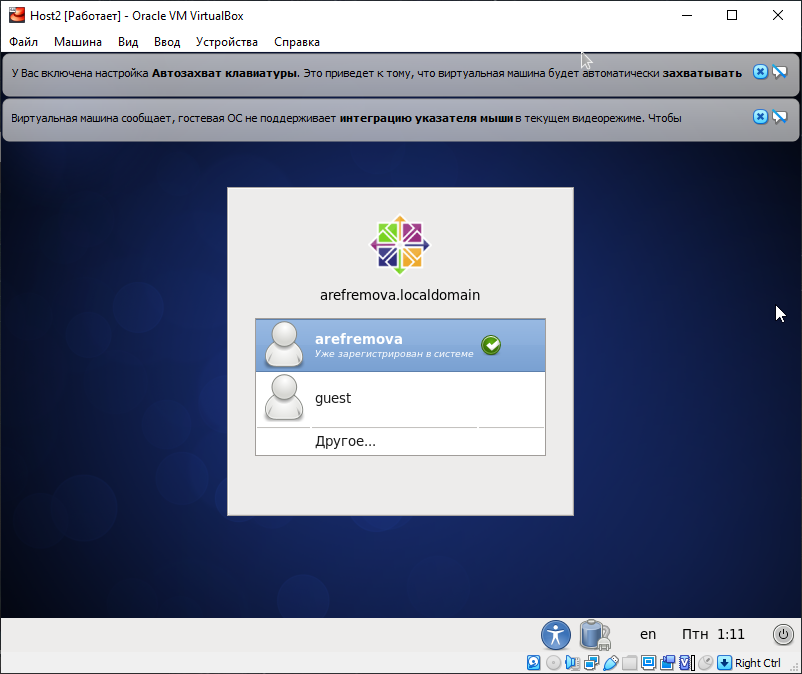 Host2 [Работает] - Oracle VM VirtualBox
Файл Машина Вид Ввод Устройства Справка
У Вас включена настройка Автозахват клавиатуры. Это приведет к тому, что виртуальная машина будет автоматически захватывать
Виртуальная машина сообщает, гостевая ОС не поддерживает интеграцию указателя мыши в текущем видеорежиме. Чтобы
arefremova.localdomain
arefremova
Уже зарегистрирован в системе
guest
Другое...
en Птн 1:11
Right Ctrl